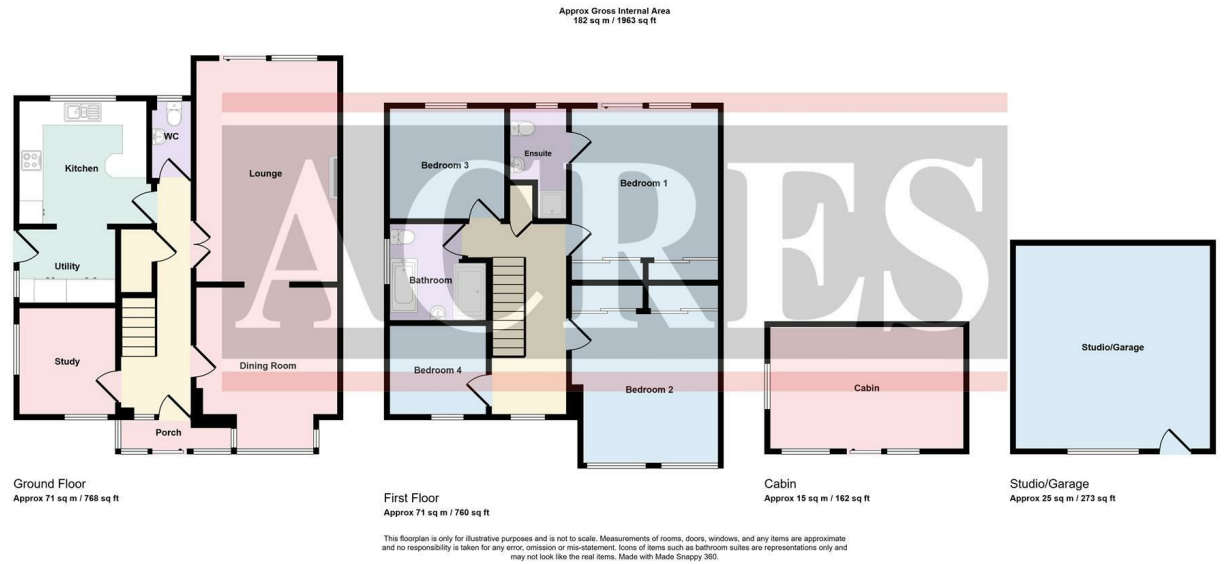 Approx Gross Internal Area
182 sq m / 1963 sq ft
Kitchen
WC
Lounge
Utility
Study
Dining Room
Porch
Ground Floor
Approx 71 sq m / 768 sq ft
Bedroom 3
Ensuite
Bedroom 1
Bathroom
Bedroom 4
Bedroom 2
First Floor
Approx 71 sq m / 760 sq ft
Cabin
Cabin
Approx 15 sq m / 162 sq ft
Studio/Garage
Studio/Garage
Approx 25 sq m / 273 sq ft
ACRES
This floorplan is only for illustrative purposes and is not to scale. Measurements of rooms, doors, windows, and any items are approximate
and no responsibility is taken for any error, omission or mis-statement. Icons of items such as bathroom suites are representations only and
may not look like the real items. Made with Made Snappy 360.